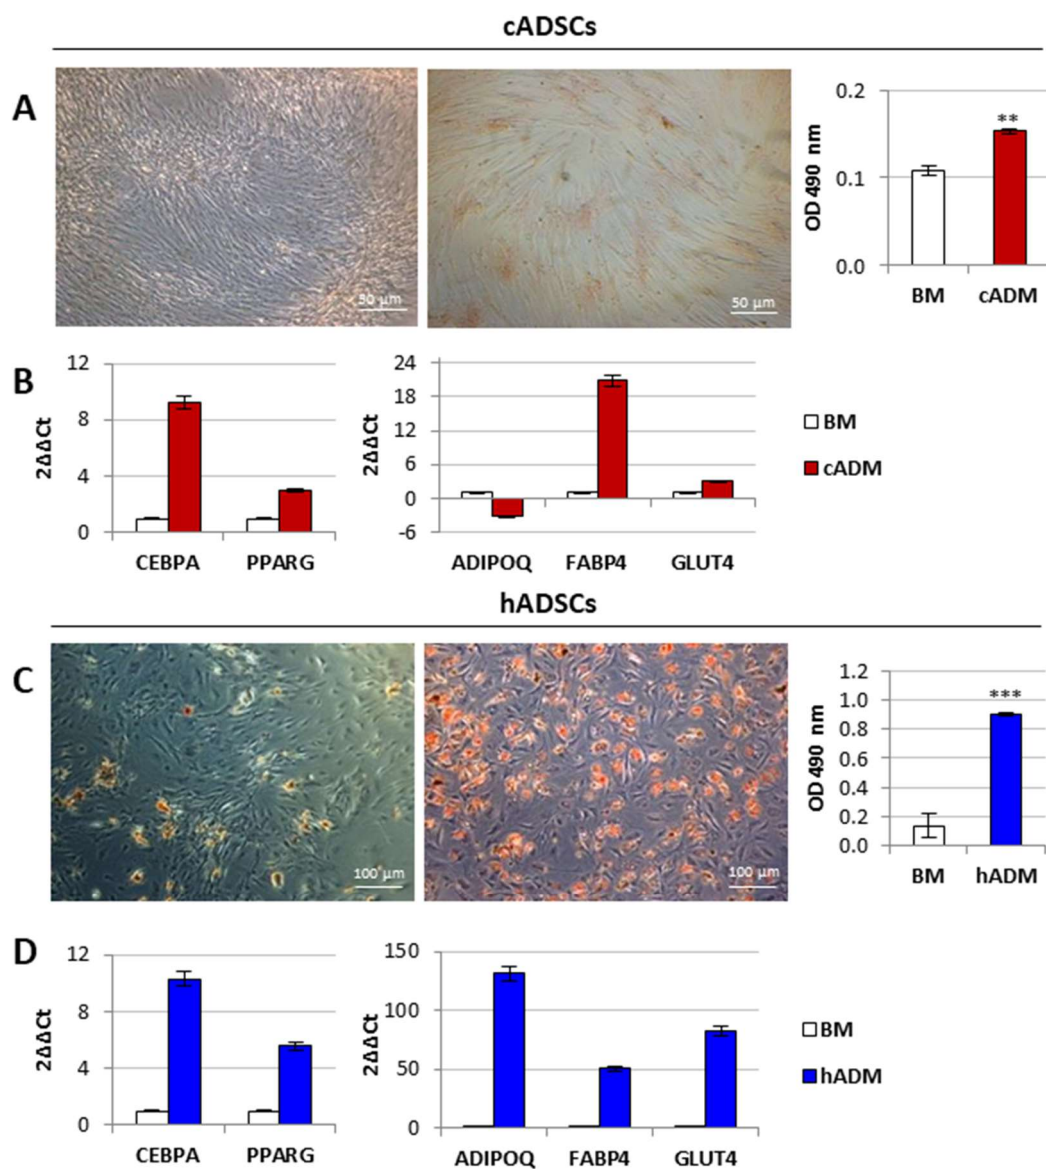 cADSCs
A
50 µm
50 µm
OD 490 nm
0.2
0.1
0.0
**
BM cADM
B
2ΔΔCt
12
8
4
0
CEBPA PPARG
2ΔΔCt
24
18
12
6
0
-6
ADIPOQ FABP4 GLUT4
BM
cADM
hADSCs
C
100 µm
100 µm
OD 490 nm
1.2
1.0
0.8
0.6
0.4
0.2
0.0
***
BM hADM
D
2ΔΔCt
12
8
4
0
CEBPA PPARG
2ΔΔCt
150
100
50
0
ADIPOQ FABP4 GLUT4
BM
hADM